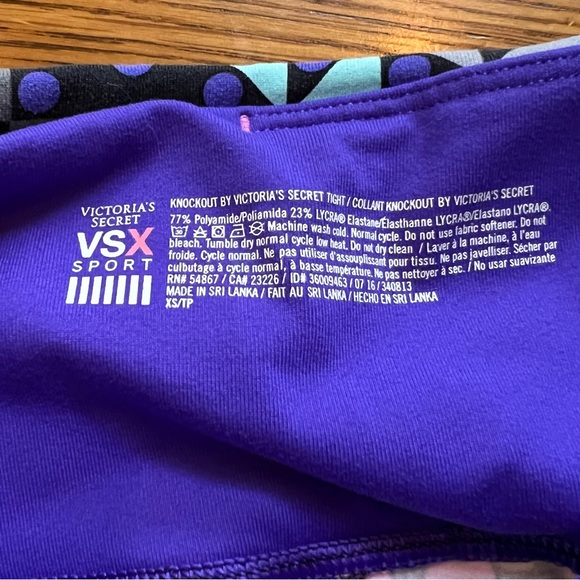 VICTORIA'S
SECRET
VSX
SPORT
KNOCKOUT BY VICTORIA'S SECRET TIGHT / COLLANT KNOCKOUT BY VICTORIA'S SECRET
77% Polyamide/Poliamida 23% LYCRA® Elastane/Élasthanne LYCRA®/Elastano LYCRA®.
Machine wash cold. Normal cycle. Do not use fabric softener. Do not
bleach. Tumble dry normal cycle low heat. Do not dry clean / Laver à la machine, à l'eau
froide. Cycle normal. Ne pas utiliser d'assouplissant pour tissu. Ne pas javelliser. Sécher par
culbutage à cycle normal, à basse température. Ne pas nettoyer à sec / No usar suavizante
RN# 54867 / CA# 23226 / ID# 36009463 / 07 16 / 340813
MADE IN SRI LANKA / FAIT AU SRI LANKA / HECHO EN SRI LANKA
XS/TP